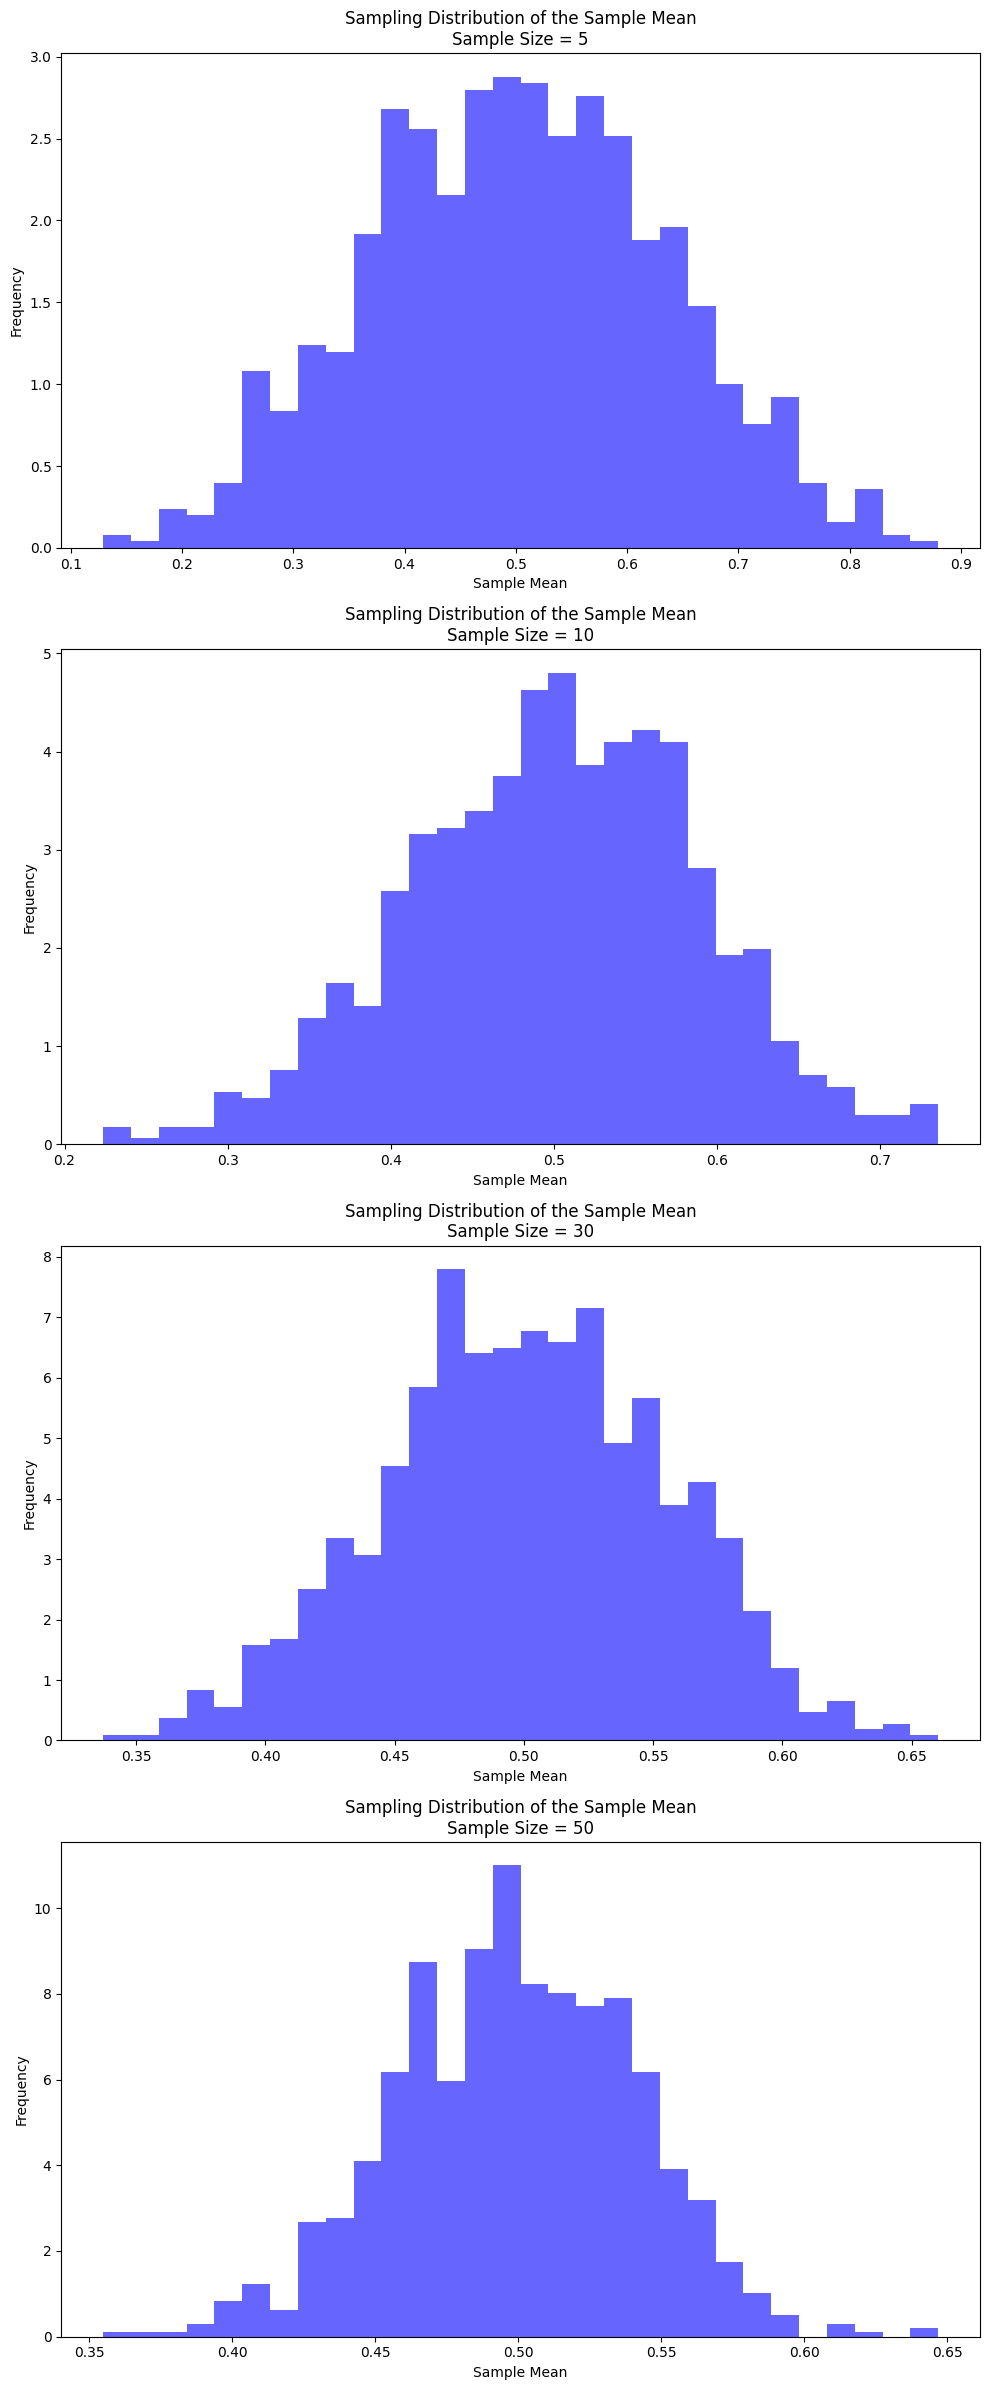 Sampling Distribution of the Sample Mean
Sample Size = 5
3.0
2.5
2.0
1.5
1.0
0.5
0.0
Frequency
0.1 0.2 0.3 0.4 0.5 0.6 0.7 0.8 0.9
Sample Mean
Sampling Distribution of the Sample Mean
Sample Size = 10
5
4
3
2
1
0
Frequency
0.2 0.3 0.4 0.5 0.6 0.7
Sample Mean
Sampling Distribution of the Sample Mean
Sample Size = 30
8
7
6
5
4
3
2
1
0
Frequency
0.35 0.40 0.45 0.50 0.55 0.60 0.65
Sample Mean
Sampling Distribution of the Sample Mean
Sample Size = 50
10
8
6
4
2
0
Frequency
0.35 0.40 0.45 0.50 0.55 0.60 0.65
Sample Mean